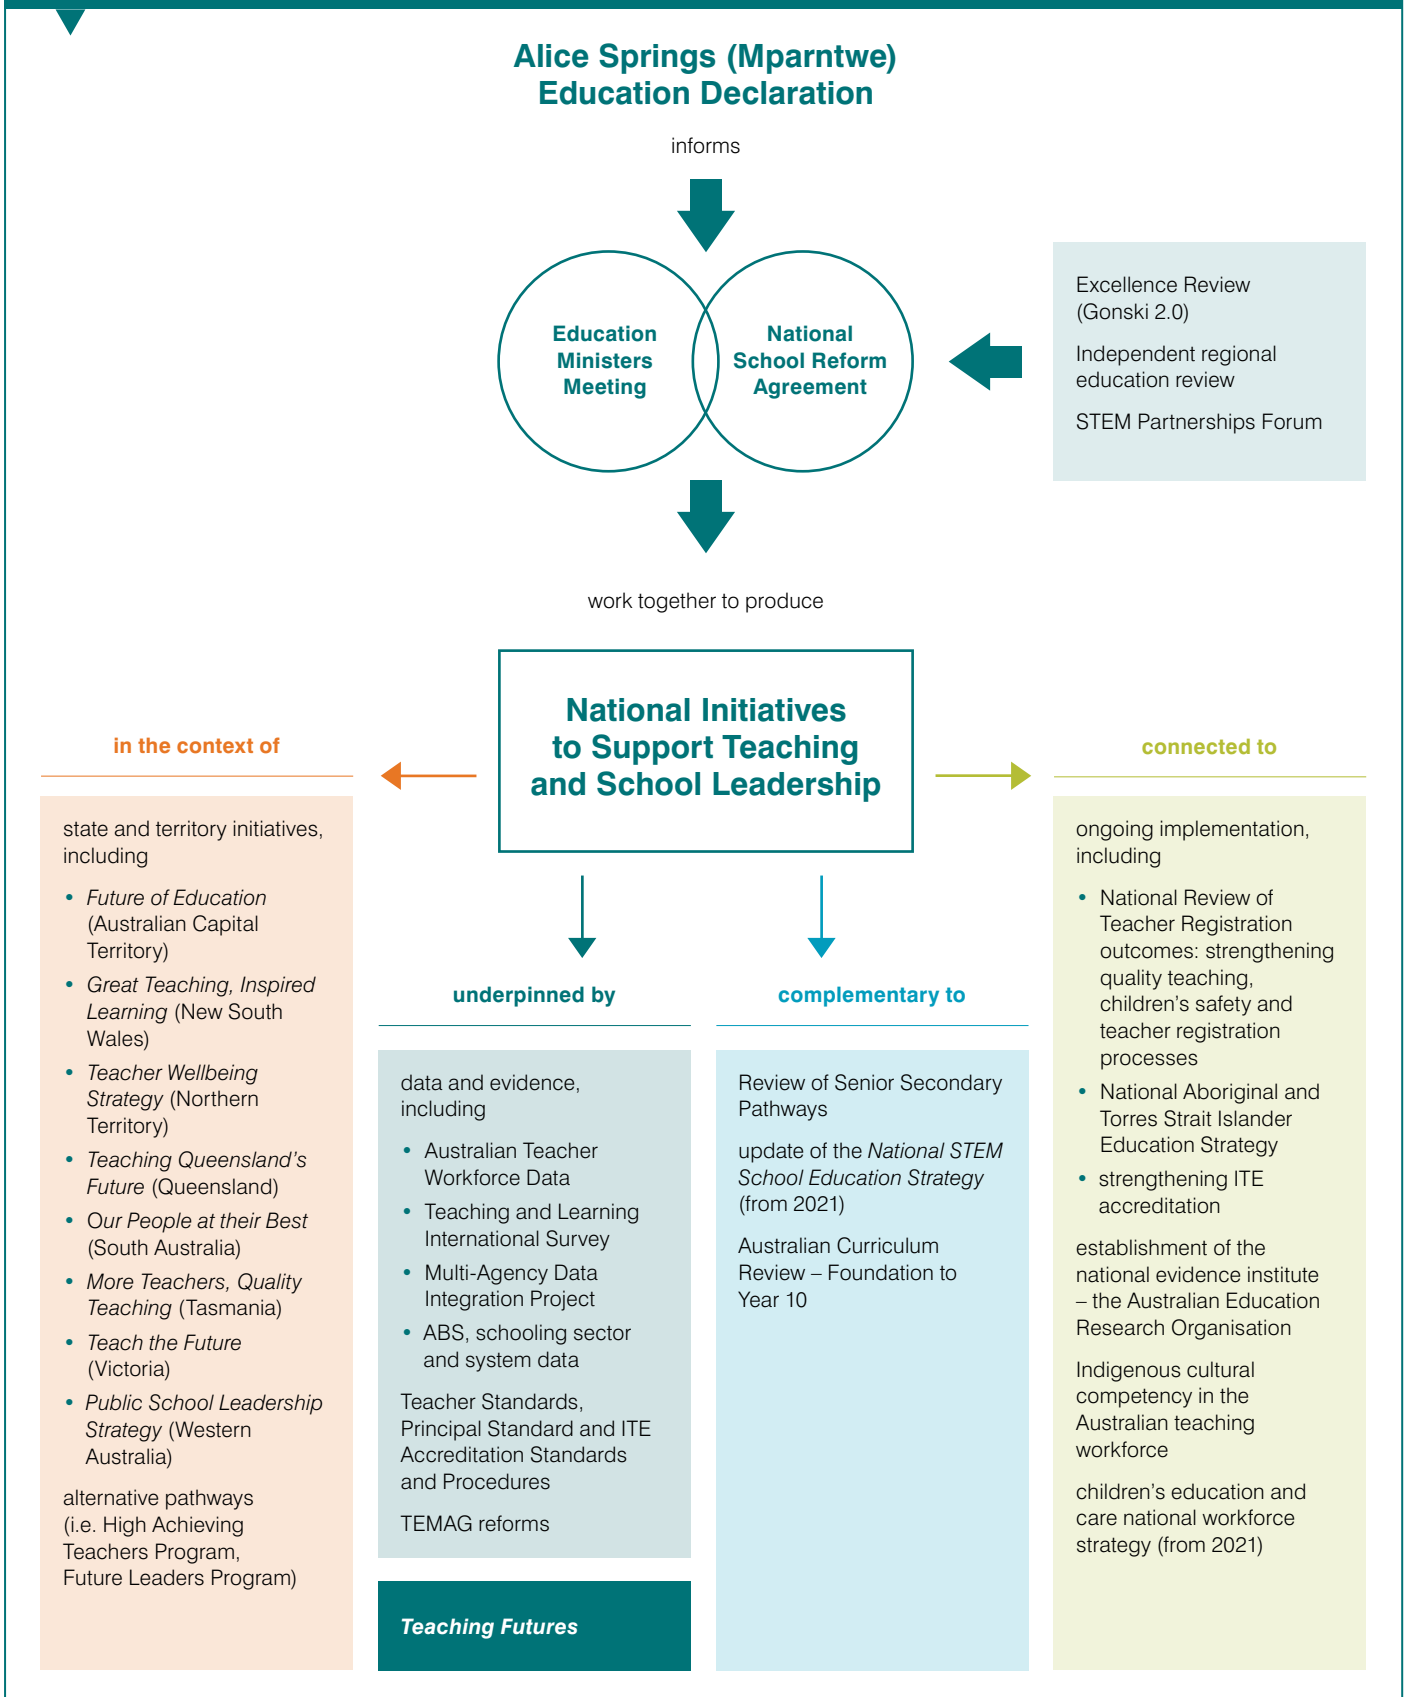 Alice Springs (Mparntwe)
Education Declaration
informs
Education
Ministers
Meeting
National
School Reform
Agreement
Excellence Review
(Gonski 2.0)
Independent regional
education review
STEM Partnerships Forum
work together to produce
National Initiatives
to Support Teaching
and School Leadership
in the context of
state and territory initiatives,
including
• Future of Education
(Australian Capital
Territory)
• Great Teaching, Inspired
Learning (New South
Wales)
• Teacher Wellbeing
Strategy (Northern
Territory)
• Teaching Queensland's
Future (Queensland)
• Our People at their Best
(South Australia)
• More Teachers, Quality
Teaching (Tasmania)
• Teach the Future
(Victoria)
• Public School Leadership
Strategy (Western
Australia)
alternative pathways
(i.e. High Achieving
Teachers Program,
Future Leaders Program)
underpinned by
data and evidence,
including
• Australian Teacher
Workforce Data
• Teaching and Learning
International Survey
• Multi-Agency Data
Integration Project
• ABS, schooling sector
and system data
Teacher Standards,
Principal Standard and ITE
Accreditation Standards
and Procedures
TEMAG reforms
Teaching Futures
complementary to
Review of Senior Secondary
Pathways
update of the National STEM
School Education Strategy
(from 2021)
Australian Curriculum
Review – Foundation to
Year 10
connected to
ongoing implementation,
including
• National Review of
Teacher Registration
outcomes: strengthening
quality teaching,
children's safety and
teacher registration
processes
• National Aboriginal and
Torres Strait Islander
Education Strategy
• strengthening ITE
accreditation
establishment of the
national evidence institute
– the Australian Education
Research Organisation
Indigenous cultural
competency in the
Australian teaching
workforce
children's education and
care national workforce
strategy (from 2021)